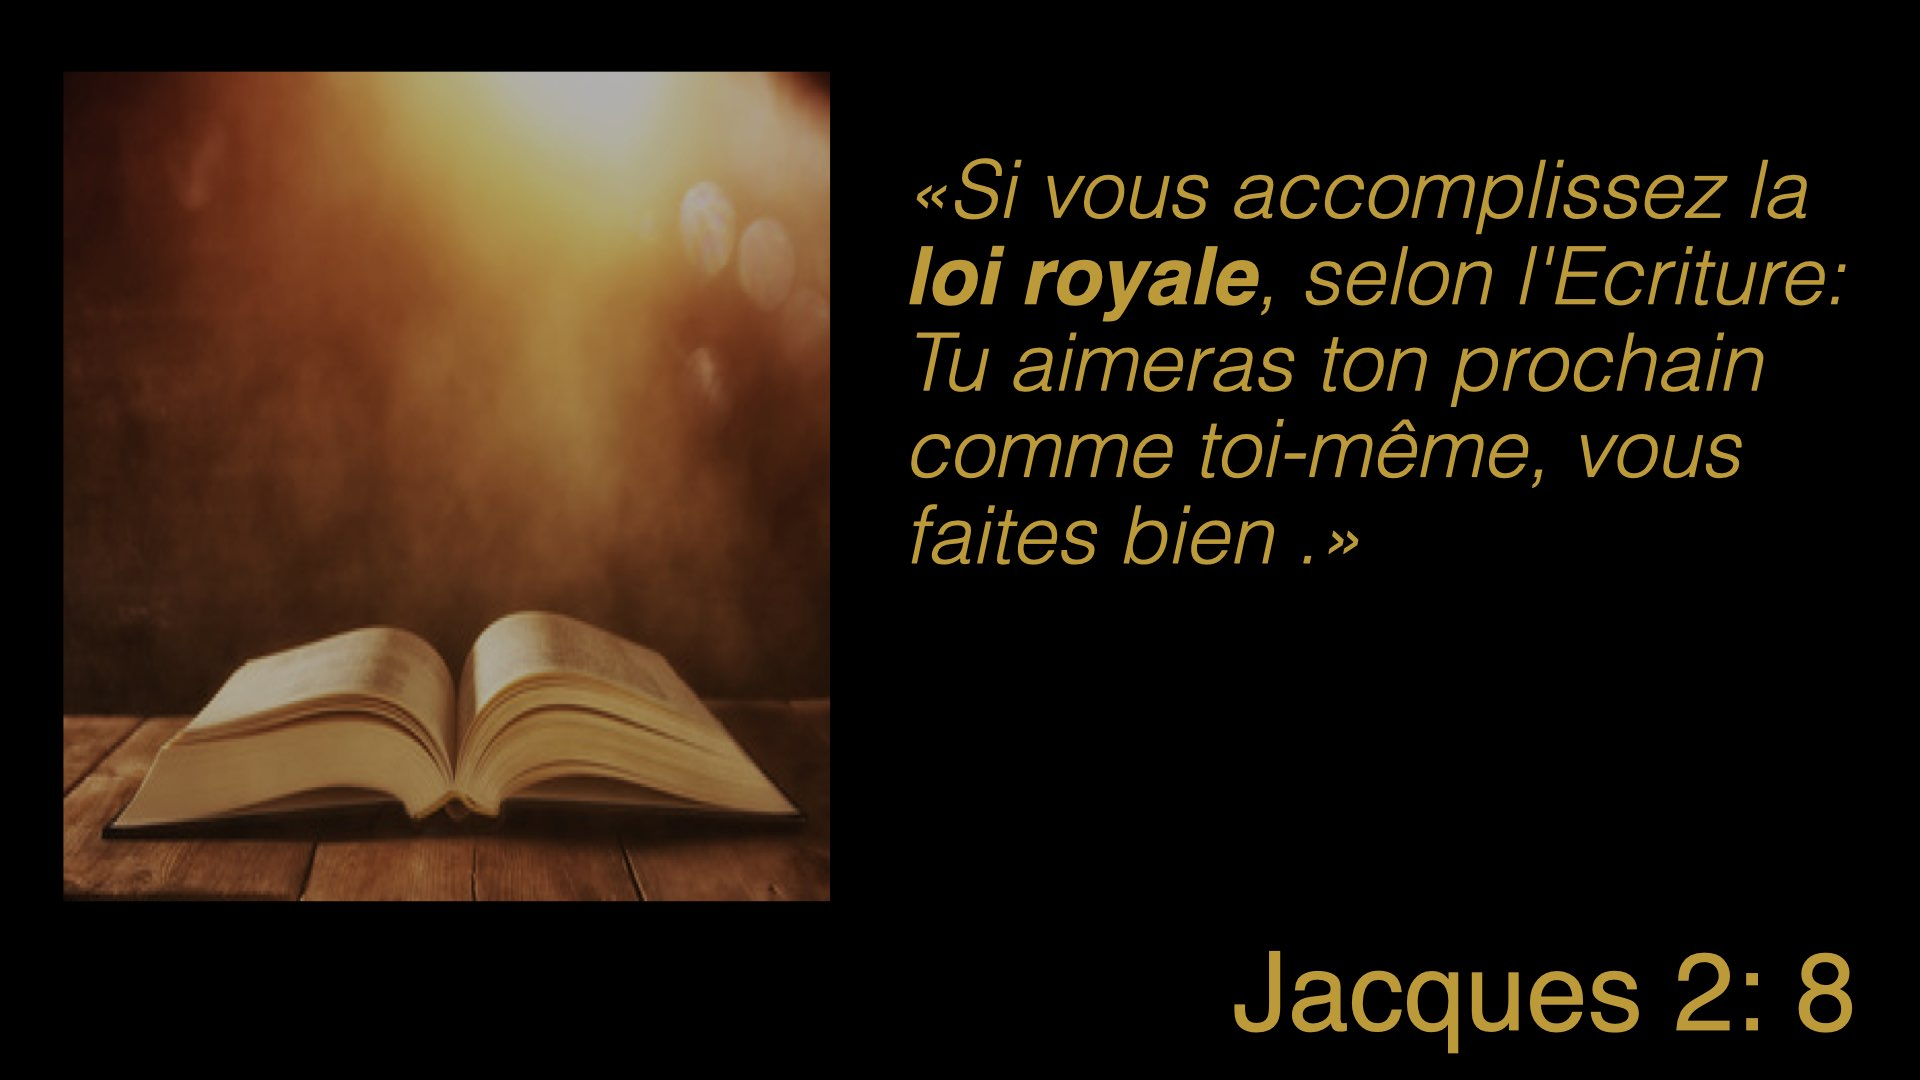 «Si vous accomplissez la
loi royale, selon l'Ecriture:
Tu aimeras ton prochain
comme toi-même, vous
faites bien .»
Jacques 2: 8